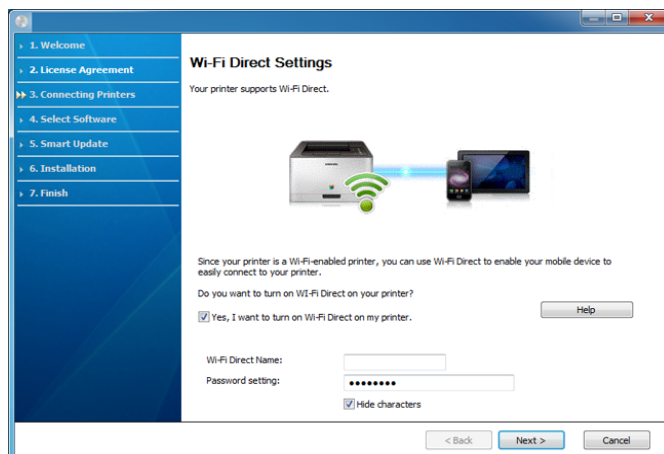 1. Welcome
2. License Agreement
3. Connecting Printers
4. Select Software
5. Smart Update
6. Installation
7. Finish
Wi-Fi Direct Settings
Your printer supports Wi-Fi Direct.
SAMSUNG
Since your printer is a Wi-Fi-enabled printer, you can use Wi-Fi Direct to enable your mobile device to
easily connect to your printer.
Do you want to turn on WI-Fi Direct on your printer?
Help
Yes, I want to turn on Wi-Fi Direct on my printer.
Wi-Fi Direct Name:
Password setting:
Hide characters
< Back
Next >
Cancel